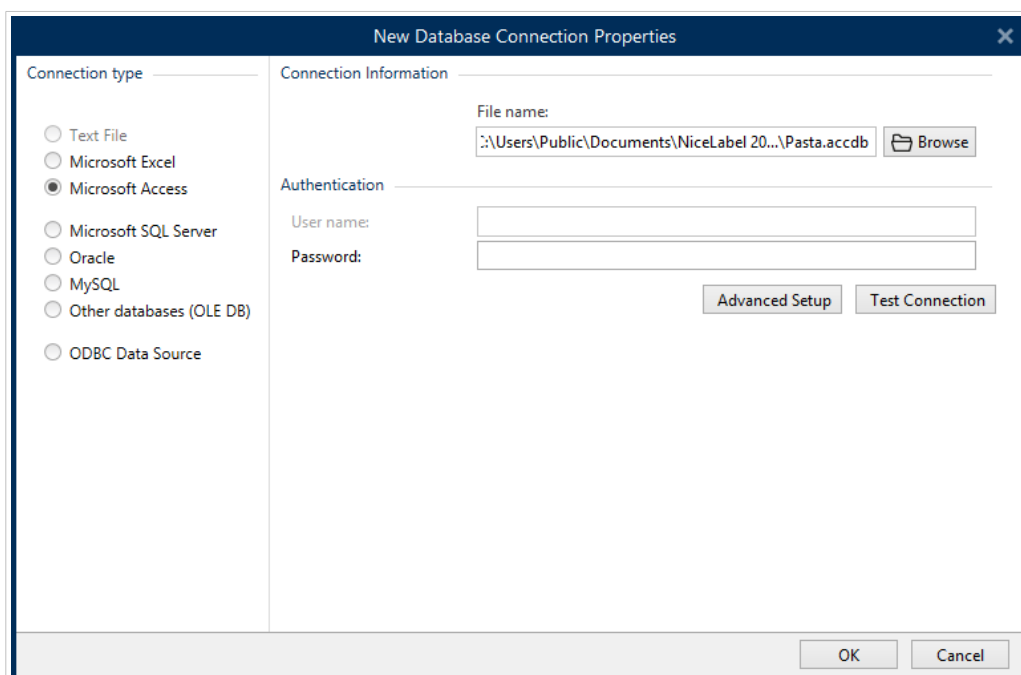 New Database Connection Properties
Connection type
Text File
Microsoft Excel
Microsoft Access
Microsoft SQL Server
Oracle
MySQL
Other databases (OLE DB)
ODBC Data Source
Connection Information
File name:
:\Users\Public\Documents\NiceLabel 20...\Pasta.accdb Browse
Authentication
User name:
Password:
Advanced Setup Test Connection
OK Cancel